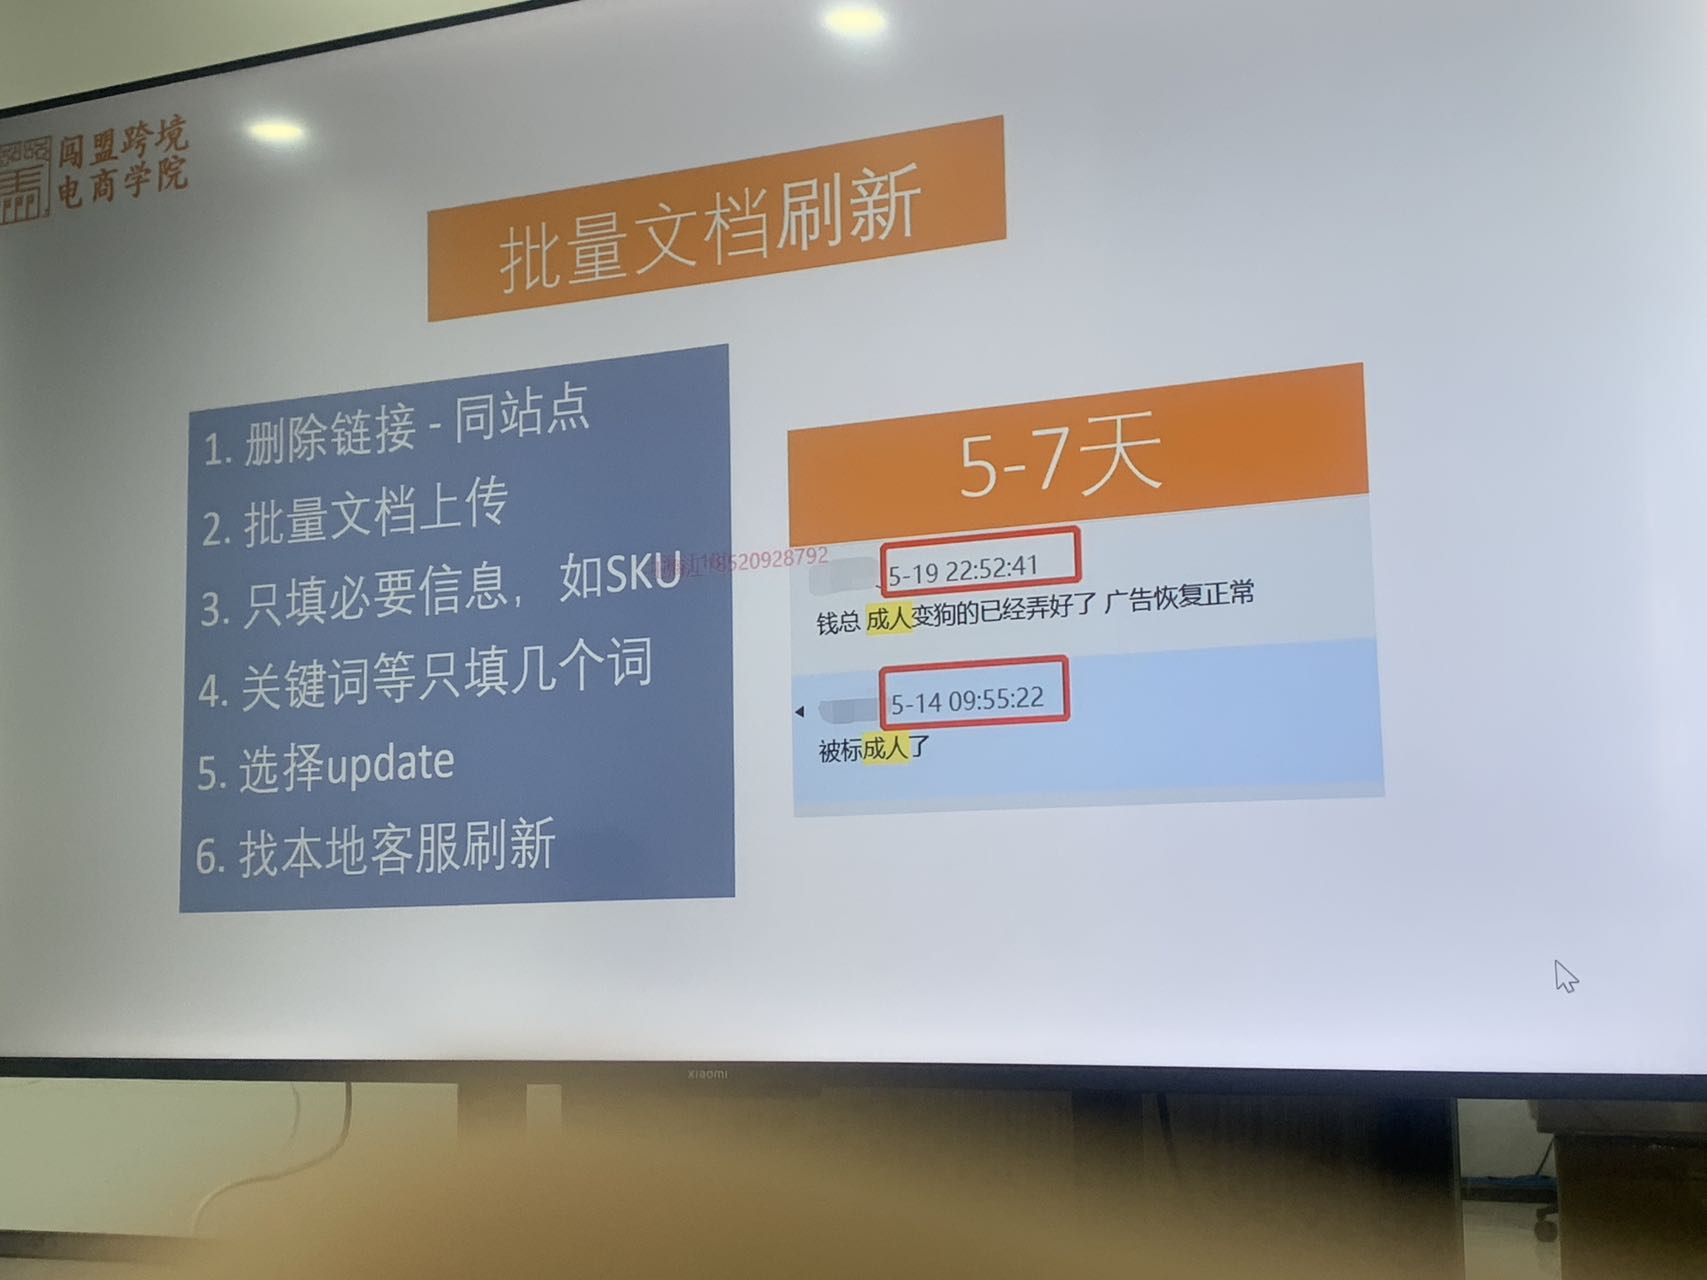 闯盟跨境
电商学院
批量文档刷新
1. 删除链接 - 同站点
2. 批量文档上传
3. 只填必要信息，如SKU
4. 关键词等只填几个词
5. 选择update
6. 找本地客服刷新
5-7天
5-19 22:52:41
钱总 成人变狗的已经弄好了 广告恢复正常
5-14 09:55:22
被标成人了
xiaomi